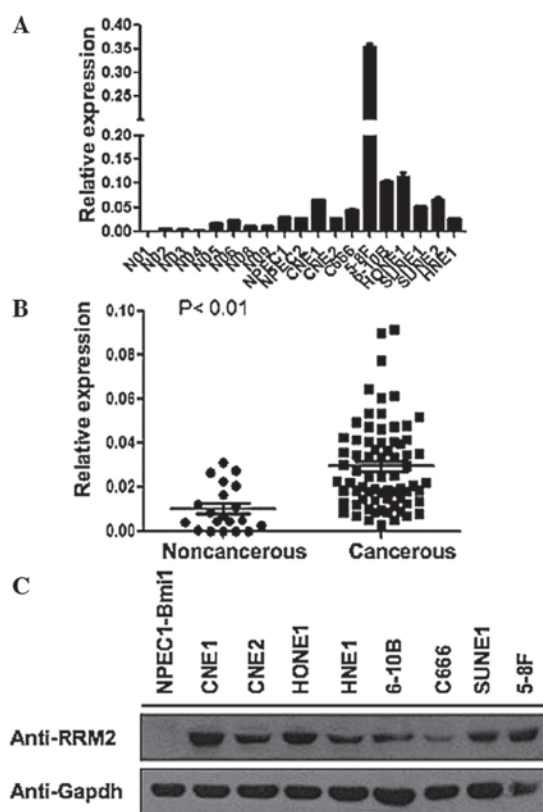 A
Relative expression
0.40
0.35
0.30
0.25
0.20
0.20
0.15
0.10
0.05
0.00
N01 N02 N03 N04 N05 N06 N08 N09 NPEC1 NPEC2 CNE1 CNE2 C666 5-8F 6-10B HONE1 SUNE1 SUNE2 HNE1
B
P< 0.01
Relative expression
0.10
0.08
0.06
0.04
0.02
0.00
Noncancerous Cancerous
C
NPEC1-Bmi1 CNE1 CNE2 HONE1 HNE1 6-10B C666 SUNE1 5-8F
Anti-RRM2
Anti-Gapdh